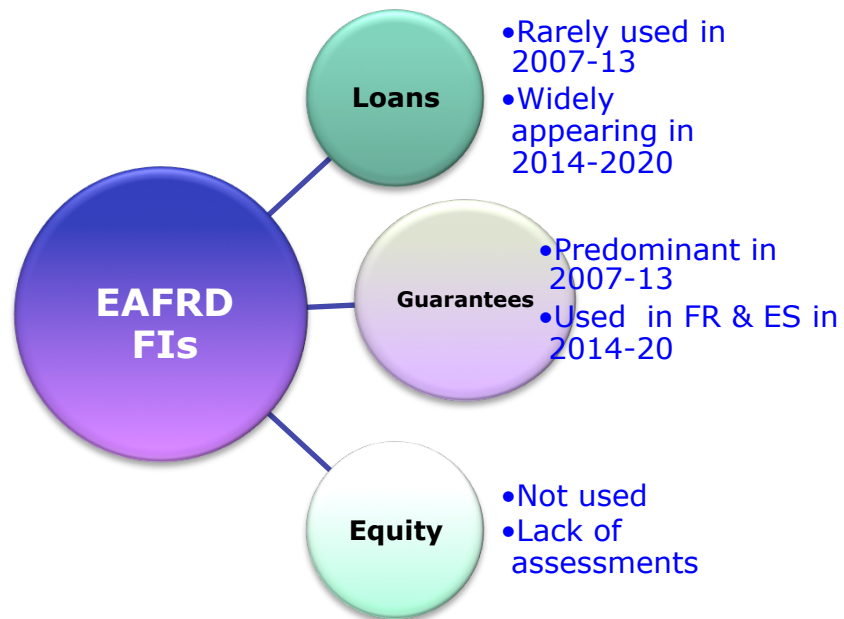 EAFRD
FIs
Loans
•Rarely used in
2007-13
•Widely
appearing in
2014-2020
Guarantees
•Predominant in
2007-13
•Used in FR & ES in
2014-20
Equity
•Not used
•Lack of
assessments